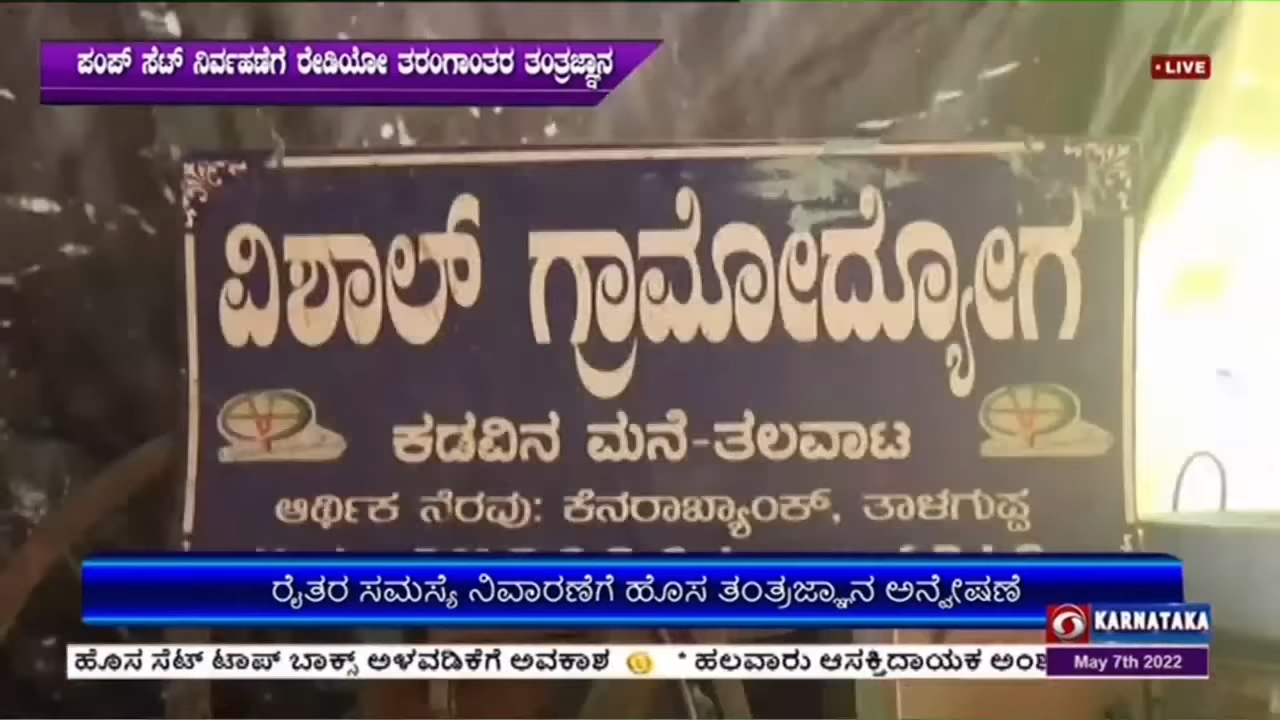 ಪಂಪ್ ಸೆಟ್ ನಿರ್ವಹಣೆಗೆ ರೇಡಿಯೋ ತರಂಗಾಂತರ ತಂತ್ರಜ್ಞಾನ
LIVE
ವಿಶಾಲ್ ಗ್ರಾಮೋದ್ಯೋಗ
ಕಡವಿನ ಮನೆ-ತಲವಾಟ
ಆರ್ಥಿಕ ನೆರವು: ಕೆನರಾಖ್ಯಾಂಕ್, ತಾಳಗುಪ್ಪ
ರೈತರ ಸಮಸ್ಯೆ ನಿವಾರಣೆಗೆ ಹೊಸ ತಂತ್ರಜ್ಞಾನ ಅನ್ವೇಷಣೆ
KARNATAKA
ಹೊಸ ಸೆಟ್ ಟಾಪ್ ಬಾಕ್ಸ್ ಅಳವಡಿಕೆಗೆ ಅವಕಾಶ * ಹಲವಾರು ಆಸಕ್ತಿದಾಯಕ
May 7th 2022